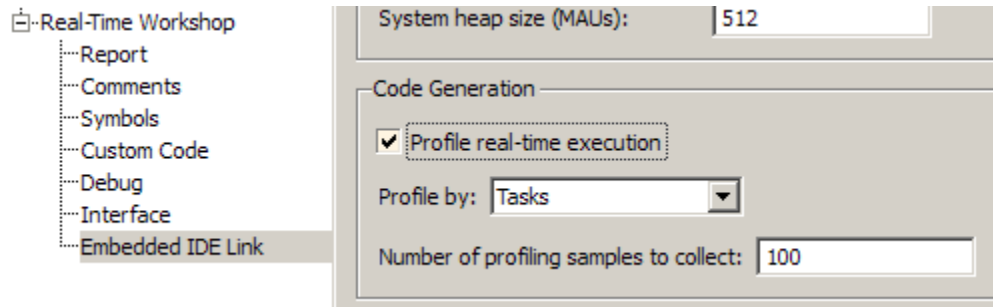 Real-Time Workshop
Report
Comments
Symbols
Custom Code
Debug
Interface
Embedded IDE Link
System heap size (MAUs): 512
Code Generation
Profile real-time execution
Profile by: Tasks
Number of profiling samples to collect: 100